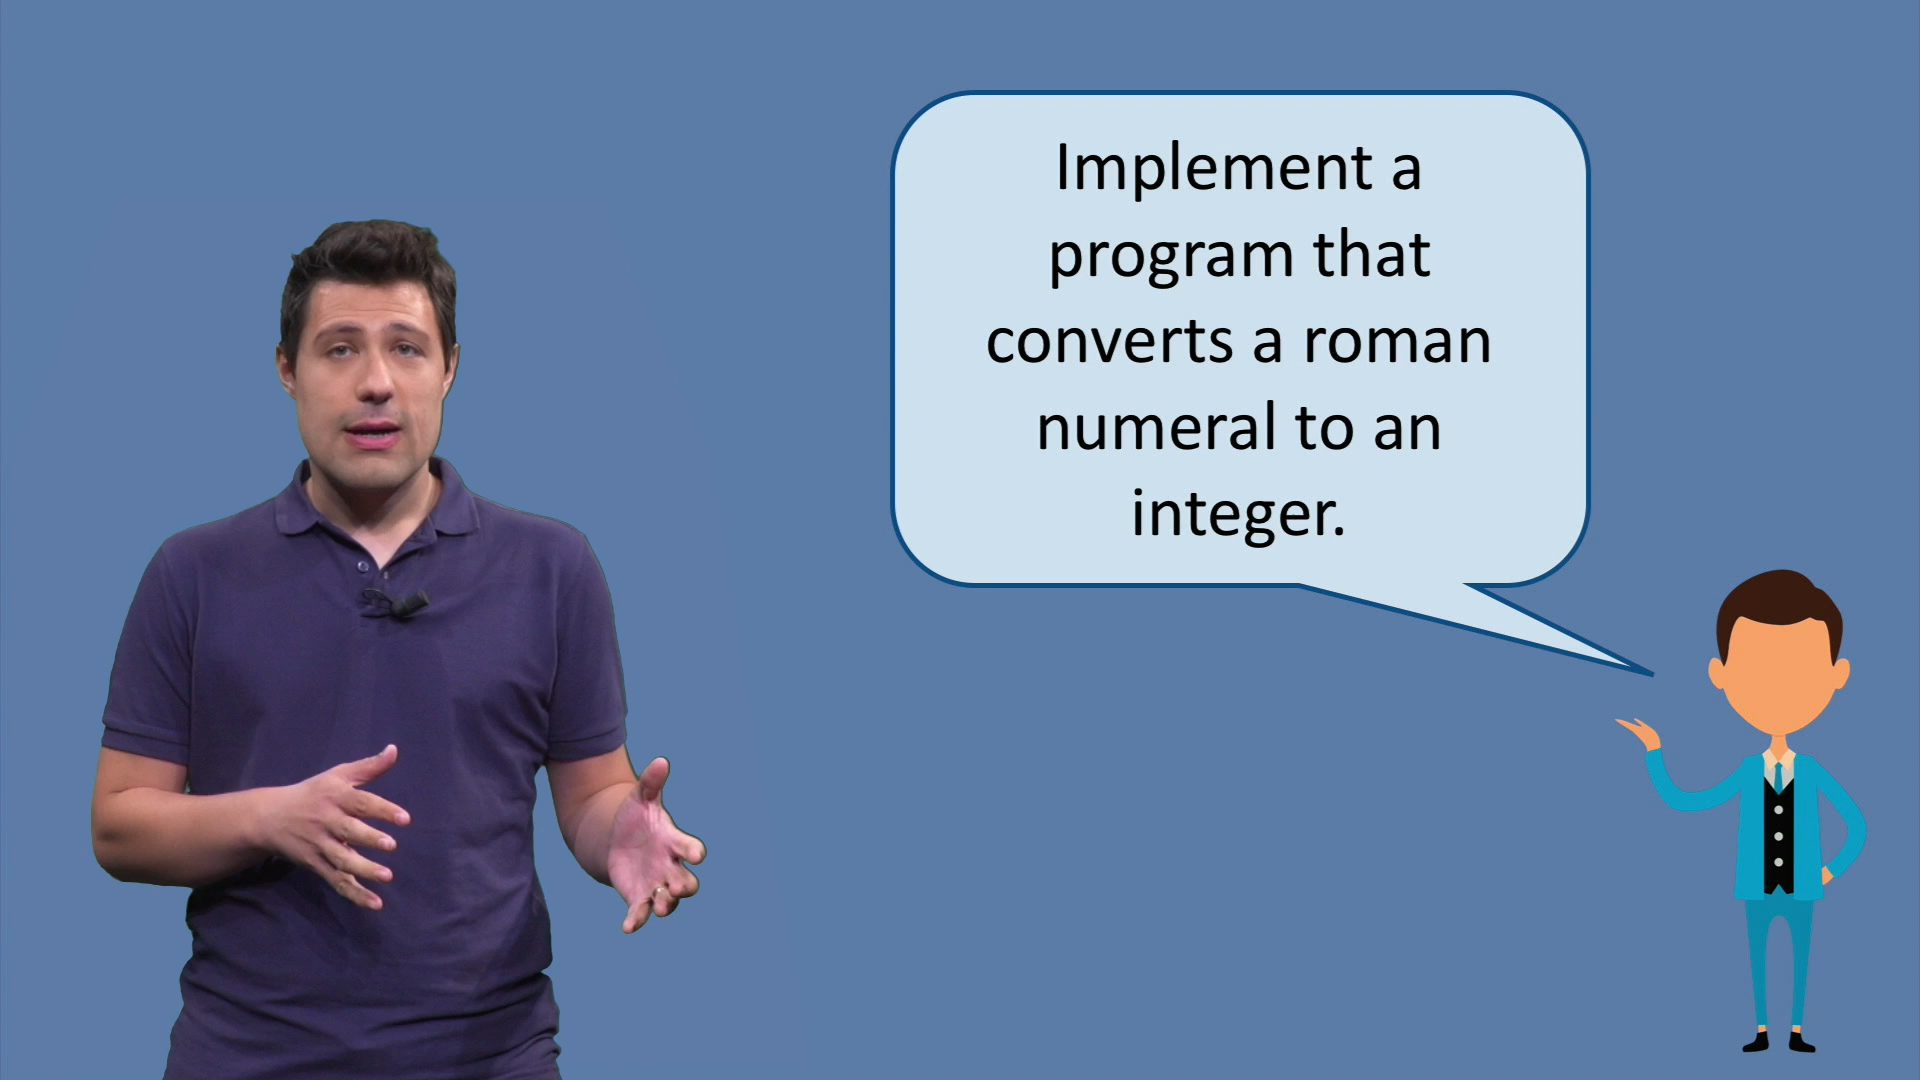 Implement a
program that
converts a roman
numeral to an
integer.